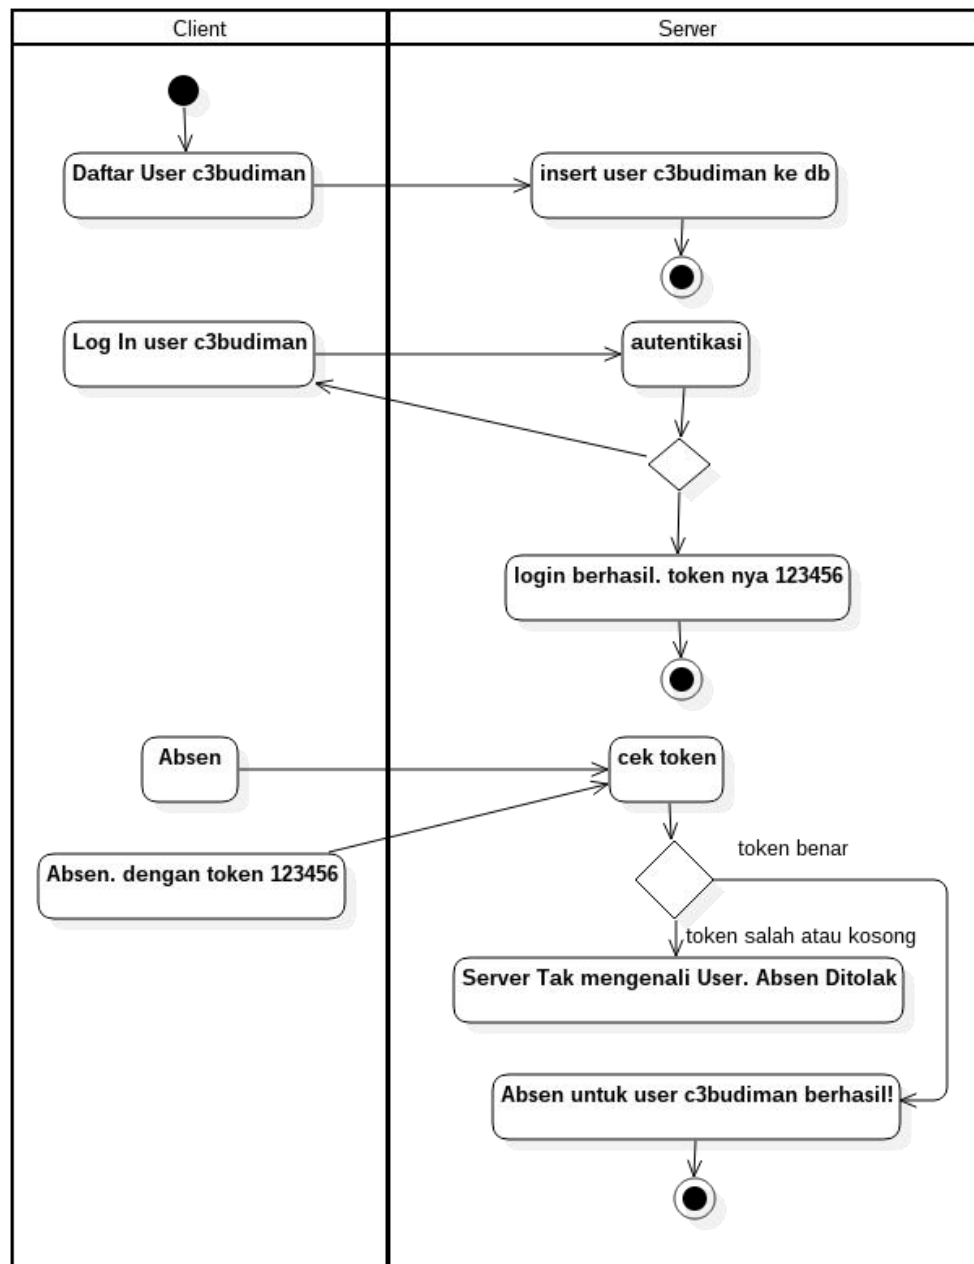 Client
Server
Daftar User c3budiman
insert user c3budiman ke db
Log In user c3budiman
autentikasi
login berhasil. token nya 123456
Absen
cek token
token benar
Absen. dengan token 123456
token salah atau kosong
Server Tak mengenali User. Absen Ditolak
Absen untuk user c3budiman berhasil!